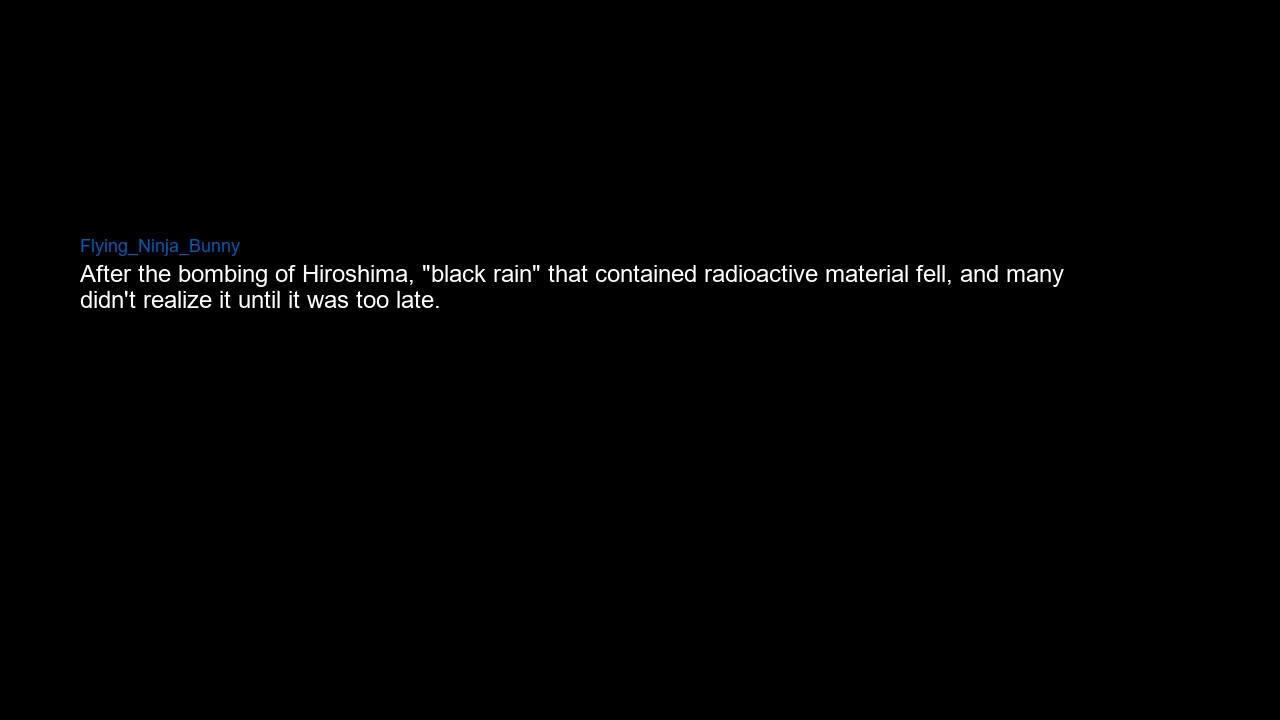 Flying_Ninja_Bunny
After the bombing of Hiroshima, "black rain" that contained radioactive material fell, and many
didn't realize it until it was too late.